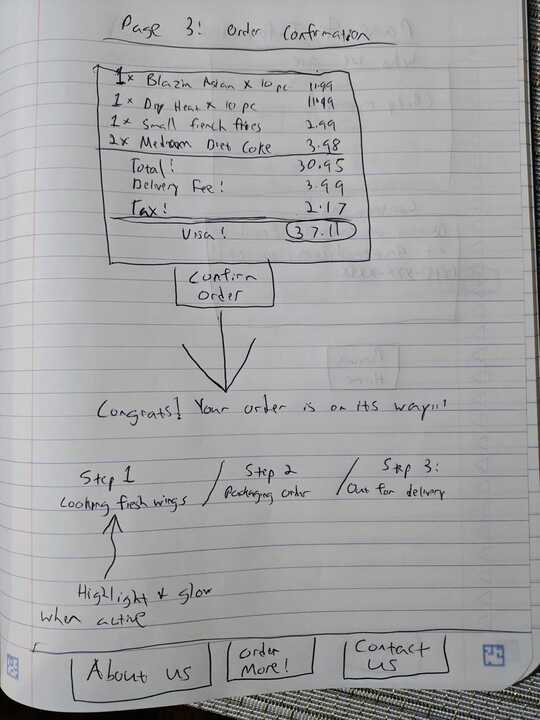 Page 3: Order Confirmation
1x Blazin Asian x 10 pc 11.99
1x Dry Heat x 10 pc 11.99
1x Small french fries 2.99
2x Medium Diet Coke 3.98
Total: 30.95
Delivery Fee: 3.99
Tax: 2.17
Visa: 37.11
Confirm
Order
Congrats! Your order is on its way!!!
Step 1 / Step 2 / Step 3:
Cooking fresh wings / Packaging order / Out for delivery
Highlight & glow
when active
About us
Order
More!
Contact
us